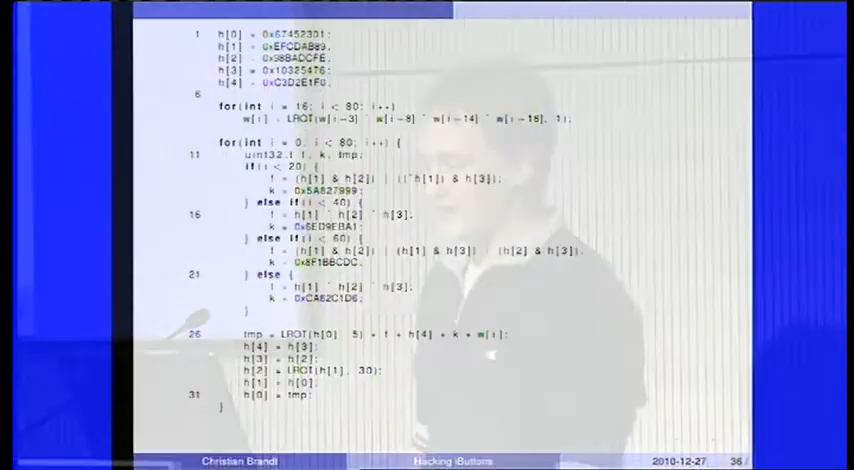 1 h[0] = 0x67452301;
h[1] = 0xEFCDAB89,
h[2] = 0x98BADCFE,
h[3] = 0x10325476;
h[4] = 0xC3D2E1F0,
6
for(int i = 16; i < 80; i++)
w[i] = LROT(w[i-3] ^ w[i-8] ^ w[i-14] ^ w[i-16], 1);
for(int i = 0, i < 80; i++) {
11 uint32_t f, k, tmp;
if(i < 20) {
f = (h[1] & h[2]) | ((~h[1]) & h[3]);
k = 0x5A827999;
} else if(i < 40) {
16 f = h[1] ^ h[2] ^ h[3];
k = 0x6ED9EBA1;
} else if(i < 60) {
f = (h[1] & h[2]) | (h[1] & h[3]) | (h[2] & h[3]);
k = 0x8F1BBCDC,
21 } else {
f = h[1] ^ h[2] ^ h[3];
k = 0xCA62C1D6;
}
26 tmp = LROT(h[0] 5) + f + h[4] + k + w[i];
h[4] = h[3];
h[3] = h[2];
h[2] = LROT(h[1], 30);
h[1] = h[0];
31 h[0] = tmp;
}
Christian Brandt Hacking iButtons 2010-12-27 36 /